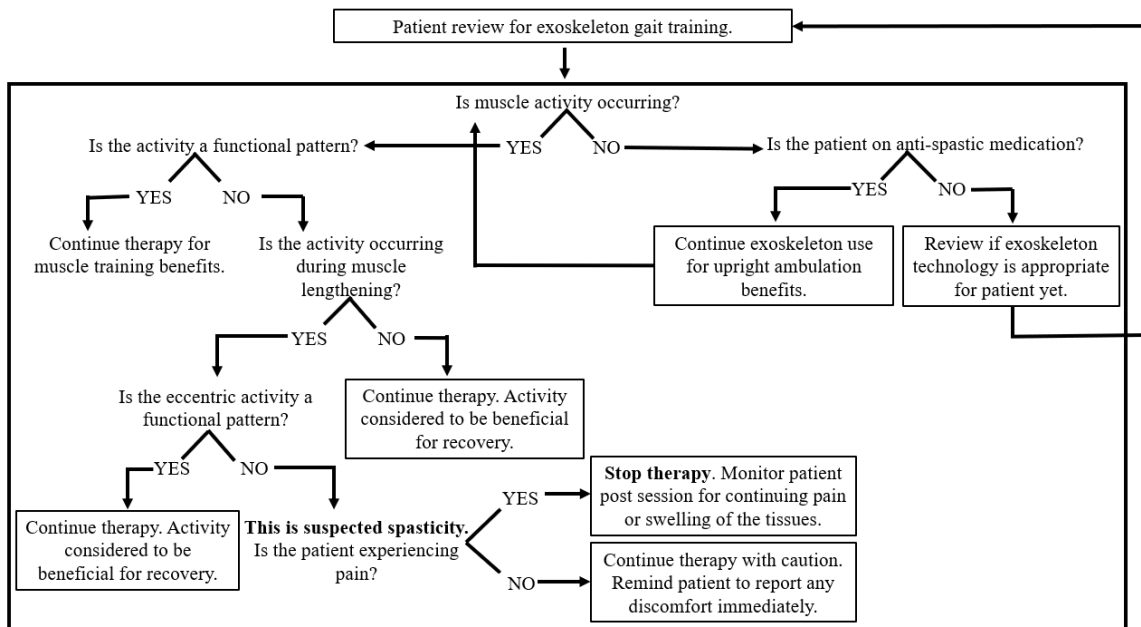 Patient review for exoskeleton gait training.
Is muscle activity occurring?
YES
NO
Is the activity a functional pattern?
Is the patient on anti-spastic medication?
YES
NO
YES
NO
Continue therapy for
muscle training benefits.
Is the activity occurring
during muscle
lengthening?
Continue exoskeleton use
for upright ambulation
benefits.
Review if exoskeleton
technology is appropriate
for patient yet.
YES
NO
Is the eccentric activity a
functional pattern?
Continue therapy. Activity
considered to be beneficial
for recovery.
YES
NO
Continue therapy. Activity
considered to be
beneficial for recovery.
This is suspected spasticity.
Is the patient experiencing
pain?
YES
Stop therapy. Monitor patient
post session for continuing pain
or swelling of the tissues.
NO
Continue therapy with caution.
Remind patient to report any
discomfort immediately.